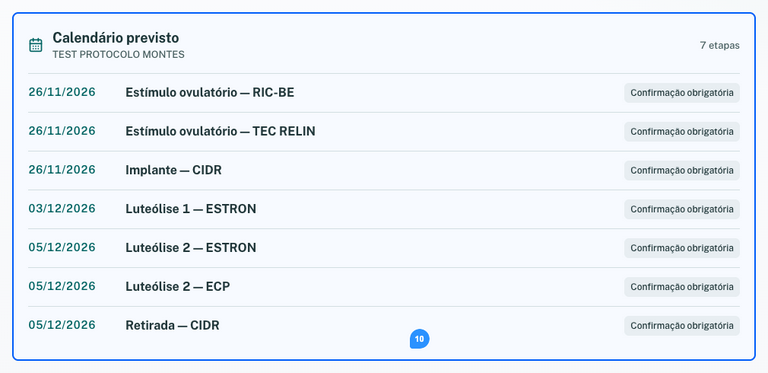 Calendário previsto
TEST PROTOCOLO MONTES
7 etapas
26/11/2026 Estímulo ovulatório — RIC-BE Confirmação obrigatória
26/11/2026 Estímulo ovulatório — TEC RELIN Confirmação obrigatória
26/11/2026 Implante — CIDR Confirmação obrigatória
03/12/2026 Luteólise 1 — ESTRON Confirmação obrigatória
05/12/2026 Luteólise 2 — ESTRON Confirmação obrigatória
05/12/2026 Luteólise 2 — ECP Confirmação obrigatória
05/12/2026 Retirada — CIDR Confirmação obrigatória
10